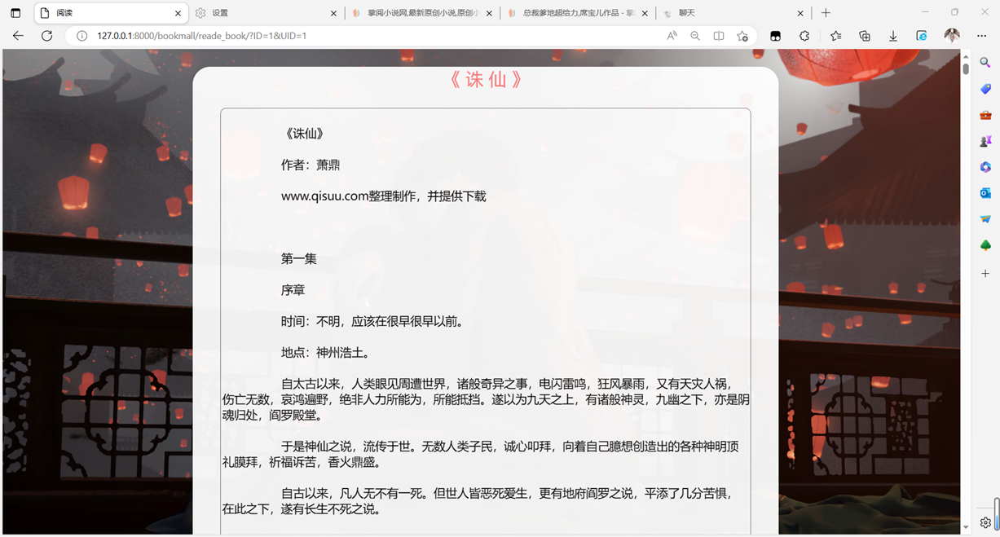 阅读
设置
掌阅小说网,最新原创小说,原创小
总裁爹地超给力,席宝儿作品 - 掌
聊天
127.0.0.1:8000/bookmall/reade_book/?ID=1&UID=1
《 诛 仙 》
《诛仙》
作者：萧鼎
www.qisuu.com整理制作，并提供下载
第一集
序章
时间：不明，应该在很早很早以前。
地点：神州浩土。
自太古以来，人类眼见周遭世界，诸般奇异之事，电闪雷鸣，狂风暴雨，又有天灾人祸，
伤亡无数，哀鸿遍野，绝非人力所能为，所能抵挡。遂以为九天之上，有诸般神灵，九幽之下，亦是阴
魂归处，阎罗殿堂。
于是神仙之说，流传于世。无数人类子民，诚心叩拜，向着自己臆想创造出的各种神明顶
礼膜拜，祈福诉苦，香火鼎盛。
自古以来，凡人无不有一死。但世人皆恶死爱生，更有地府阎罗之说，平添了几分苦惧，
在此之下，遂有长生不死之说。